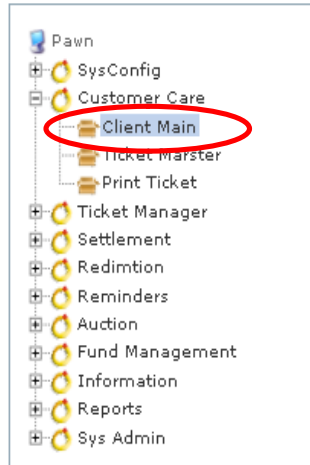 Pawn
SysConfig
Customer Care
Client Main
Ticket Marster
Print Ticket
Ticket Manager
Settlement
Redimtion
Reminders
Auction
Fund Management
Information
Reports
Sys Admin